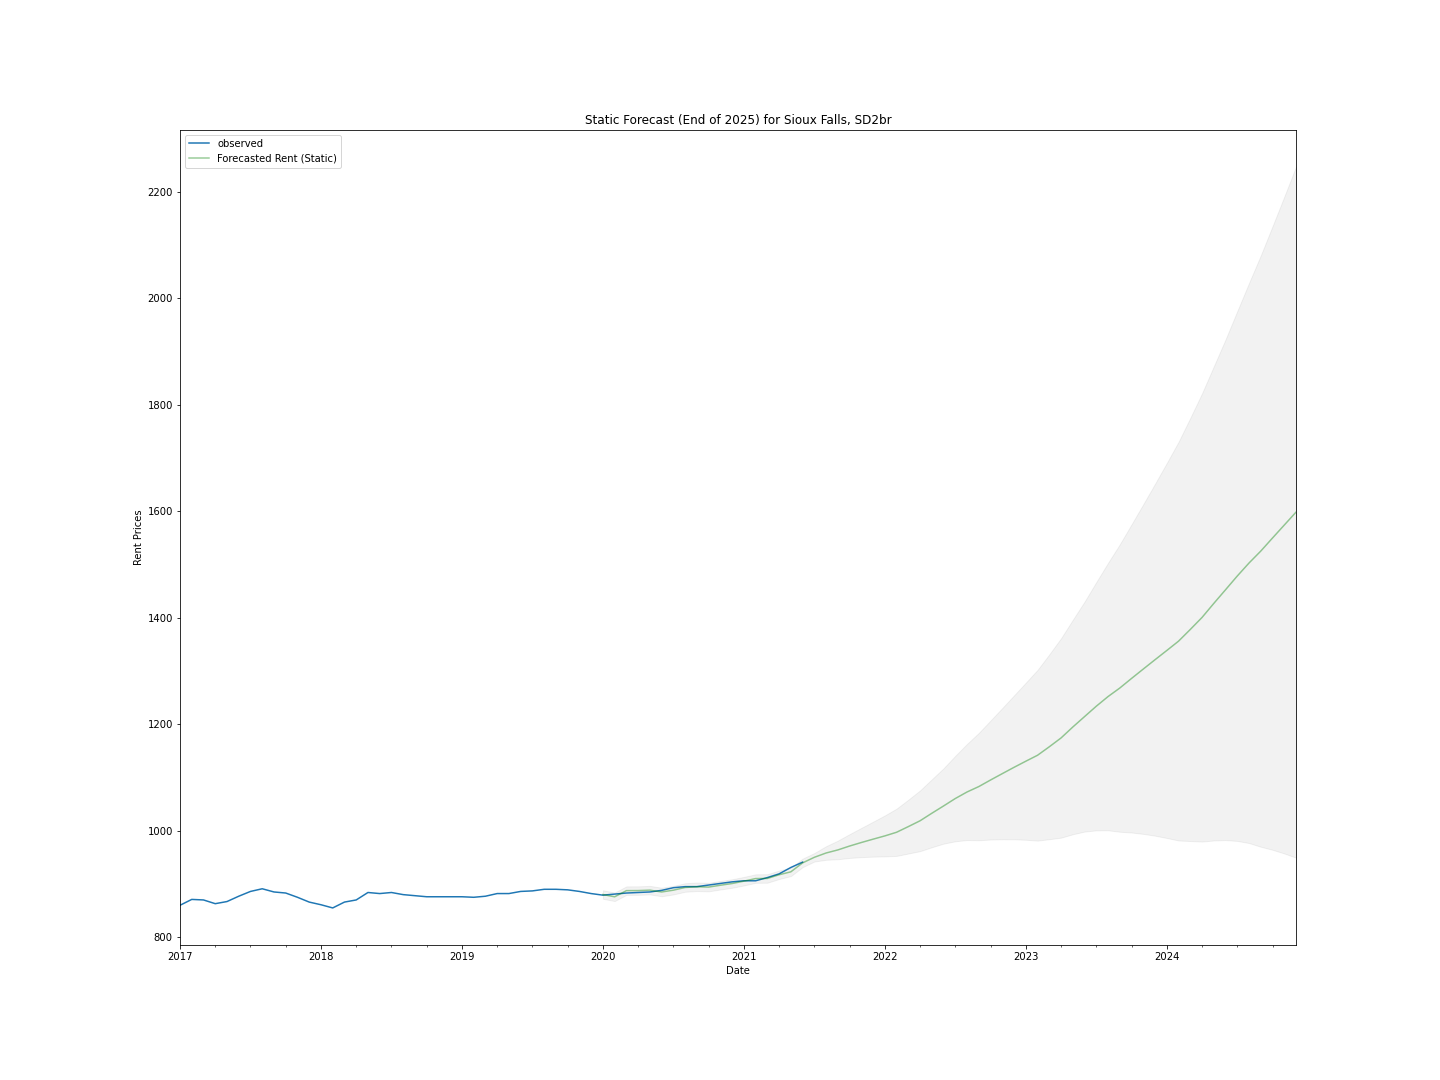 Static Forecast (End of 2025) for Sioux Falls, SD2br
observed
Forecasted Rent (Static)
2200
2000
1800
1600
1400
1200
1000
800
Rent Prices
2017 2018 2019 2020 2021 2022 2023 2024
Date